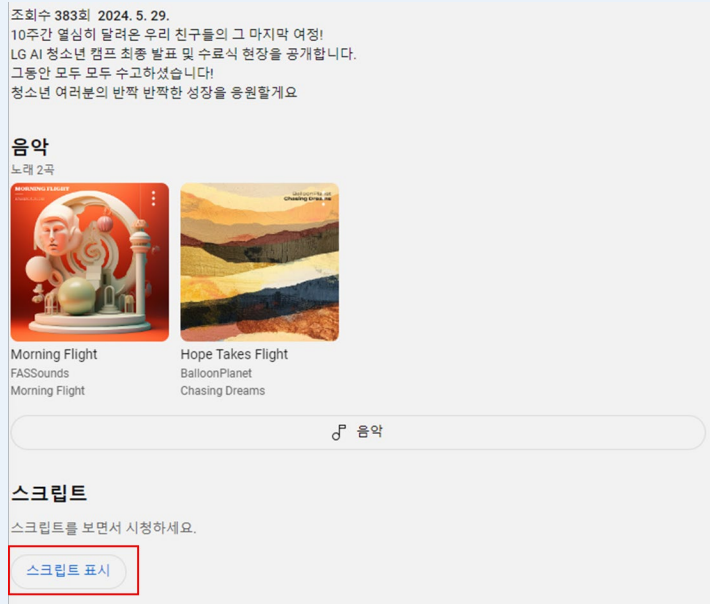 조회수 383회 2024. 5. 29.
10주간 열심히 달려온 우리 친구들의 그 마지막 여정!
LG AI 청소년 캠프 최종 발표 및 수료식 현장을 공개합니다.
그동안 모두 모두 수고하셨습니다!
청소년 여러분의 반짝 반짝한 성장을 응원할게요
음악
노래 2곡
MORNING FLIGHT
Morning Flight
FASSounds
Morning Flight
Hope Takes Flight
BalloonPlanet
Chasing Dreams
음악
스크립트
스크립트를 보면서 시청하세요.
스크립트 표시